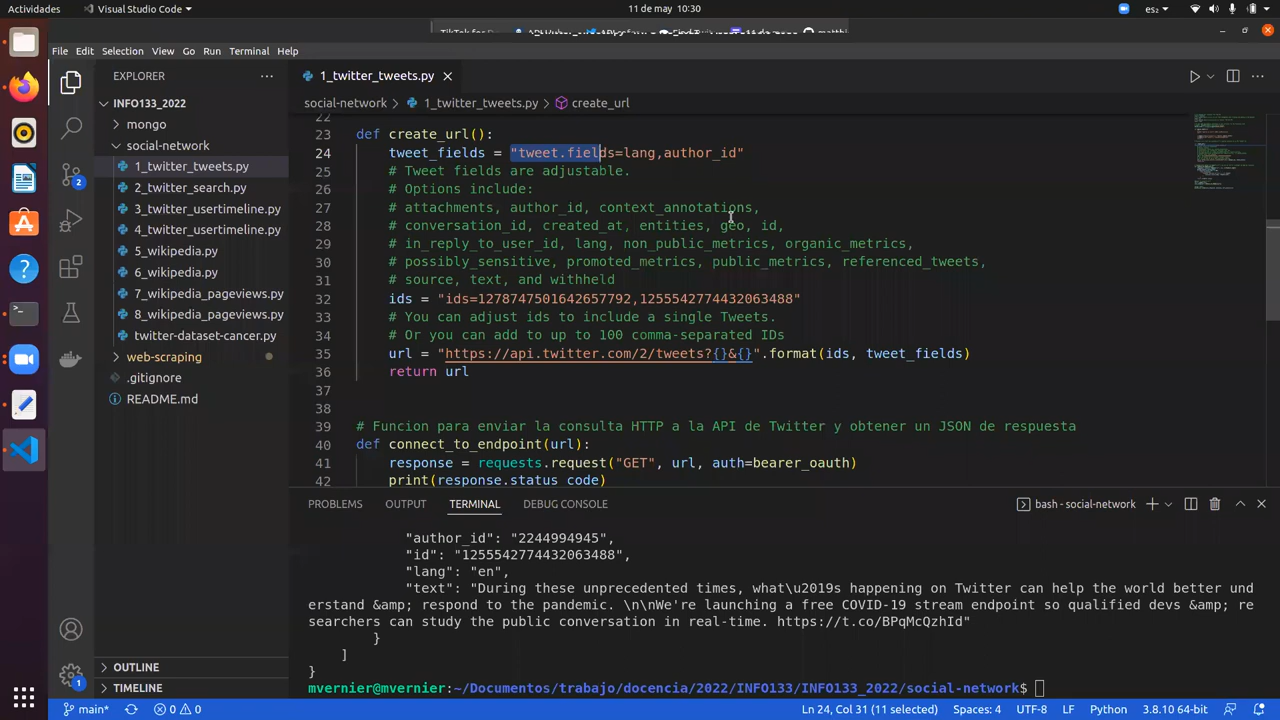 Actividades
Visual Studio Code
11 de may 10:30
es₂
File Edit Selection View Go Run Help
EXPLORER
1_twitter_tweets.py
INFO133_2022
mongo
social-network
1_twitter_tweets.py
2_twitter_search.py
3_twitter_usertimeline.py
4_twitter_usertimeline.py
5_wikipedia.py
6_wikipedia.py
7_wikipedia_pageviews.py
8_wikipedia_pageviews.py
twitter-dataset-cancer.py
web-scraping
.gitignore
README.md
OUTLINE
TIMELINE
2
1
social-network > 1_twitter_tweets.py > create_url
22
23 def create_url():
24 tweet_fields = "tweet.fields=lang,author_id"
25 # Tweet fields are adjustable.
26 # Options include:
27 # attachments, author_id, context_annotations,
28 # conversation_id, created_at, entities, geo, id,
29 # in_reply_to_user_id, lang, non_public_metrics, organic_metrics,
30 # possibly_sensitive, promoted_metrics, public_metrics, referenced_tweets,
31 # source, text, and withheld
32 ids = "ids=1278747501642657792,1255542774432063488"
33 # You can adjust ids to include a single Tweets.
34 # Or you can add to up to 100 comma-separated IDs
35 url = "https://api.twitter.com/2/tweets?{}&{}".format(ids, tweet_fields)
36 return url
37
38
39 # Funcion para enviar la consulta HTTP a la API de Twitter y obtener un JSON de respuesta
40 def connect_to_endpoint(url):
41 response = requests.request("GET", url, auth=bearer_oauth)
42 print(response.status_code)
PROBLEMS OUTPUT TERMINAL DEBUG CONSOLE
bash - social-network
"author_id": "2244994945",
"id": "1255542774432063488",
"lang": "en",
"text": "During these unprecedented times, what\u2019s happening on Twitter can help the world better und
erstand &amp; respond to the pandemic. \n\nWe're launching a free COVID-19 stream endpoint so qualified devs &amp; re
searchers can study the public conversation in real-time. https://t.co/BPqMcQzhId"
}
]
}
mvernier@mvernier:~/Documentos/trabajo/docencia/2022/INFO133/INFO133_2022/social-network$
main* 0 0
Ln 24, Col 31 (11 selected) Spaces: 4 UTF-8 LF Python 3.8.10 64-bit